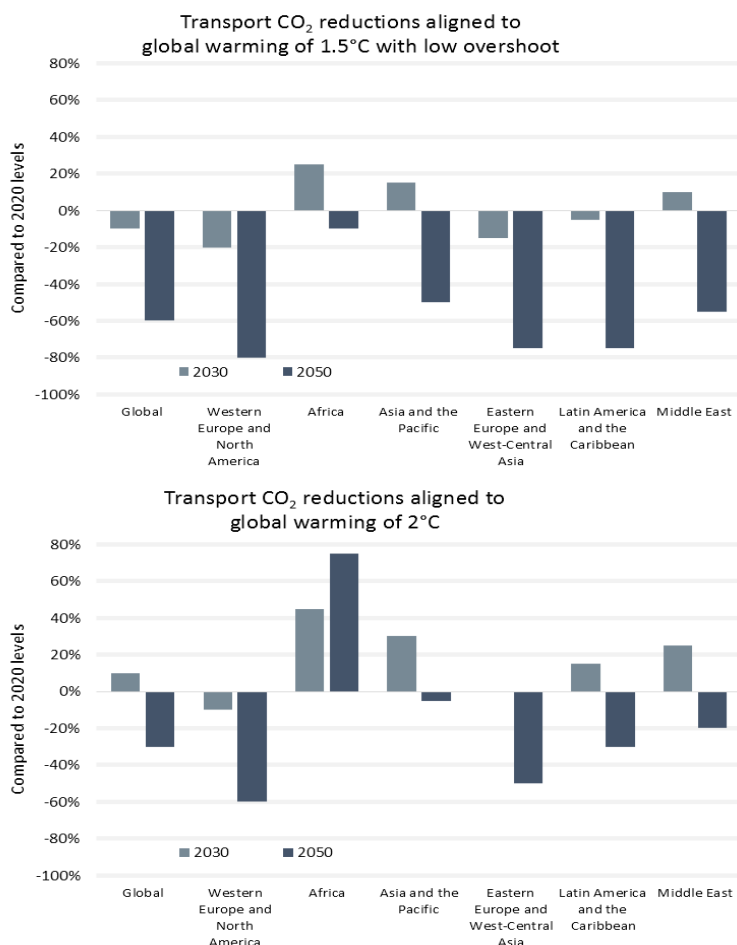 Transport CO₂ reductions aligned to
global warming of 1.5°C with low overshoot
80%
60%
40%
20%
0%
-20%
-40%
-60%
-80%
-100%
Compared to 2020 levels
2030 2050
Global
Western
Europe and
North
America
Africa
Asia and the
Pacific
Eastern
Europe and
West-Central
Asia
Latin America
and the
Caribbean
Middle East
Transport CO₂ reductions aligned to
global warming of 2°C
80%
60%
40%
20%
0%
-20%
-40%
-60%
-80%
-100%
Compared to 2020 levels
2030 2050
Global
Western
Europe and
North
America
Africa
Asia and the
Pacific
Eastern
Europe and
West-Central
Asia
Latin America
and the
Caribbean
Middle East